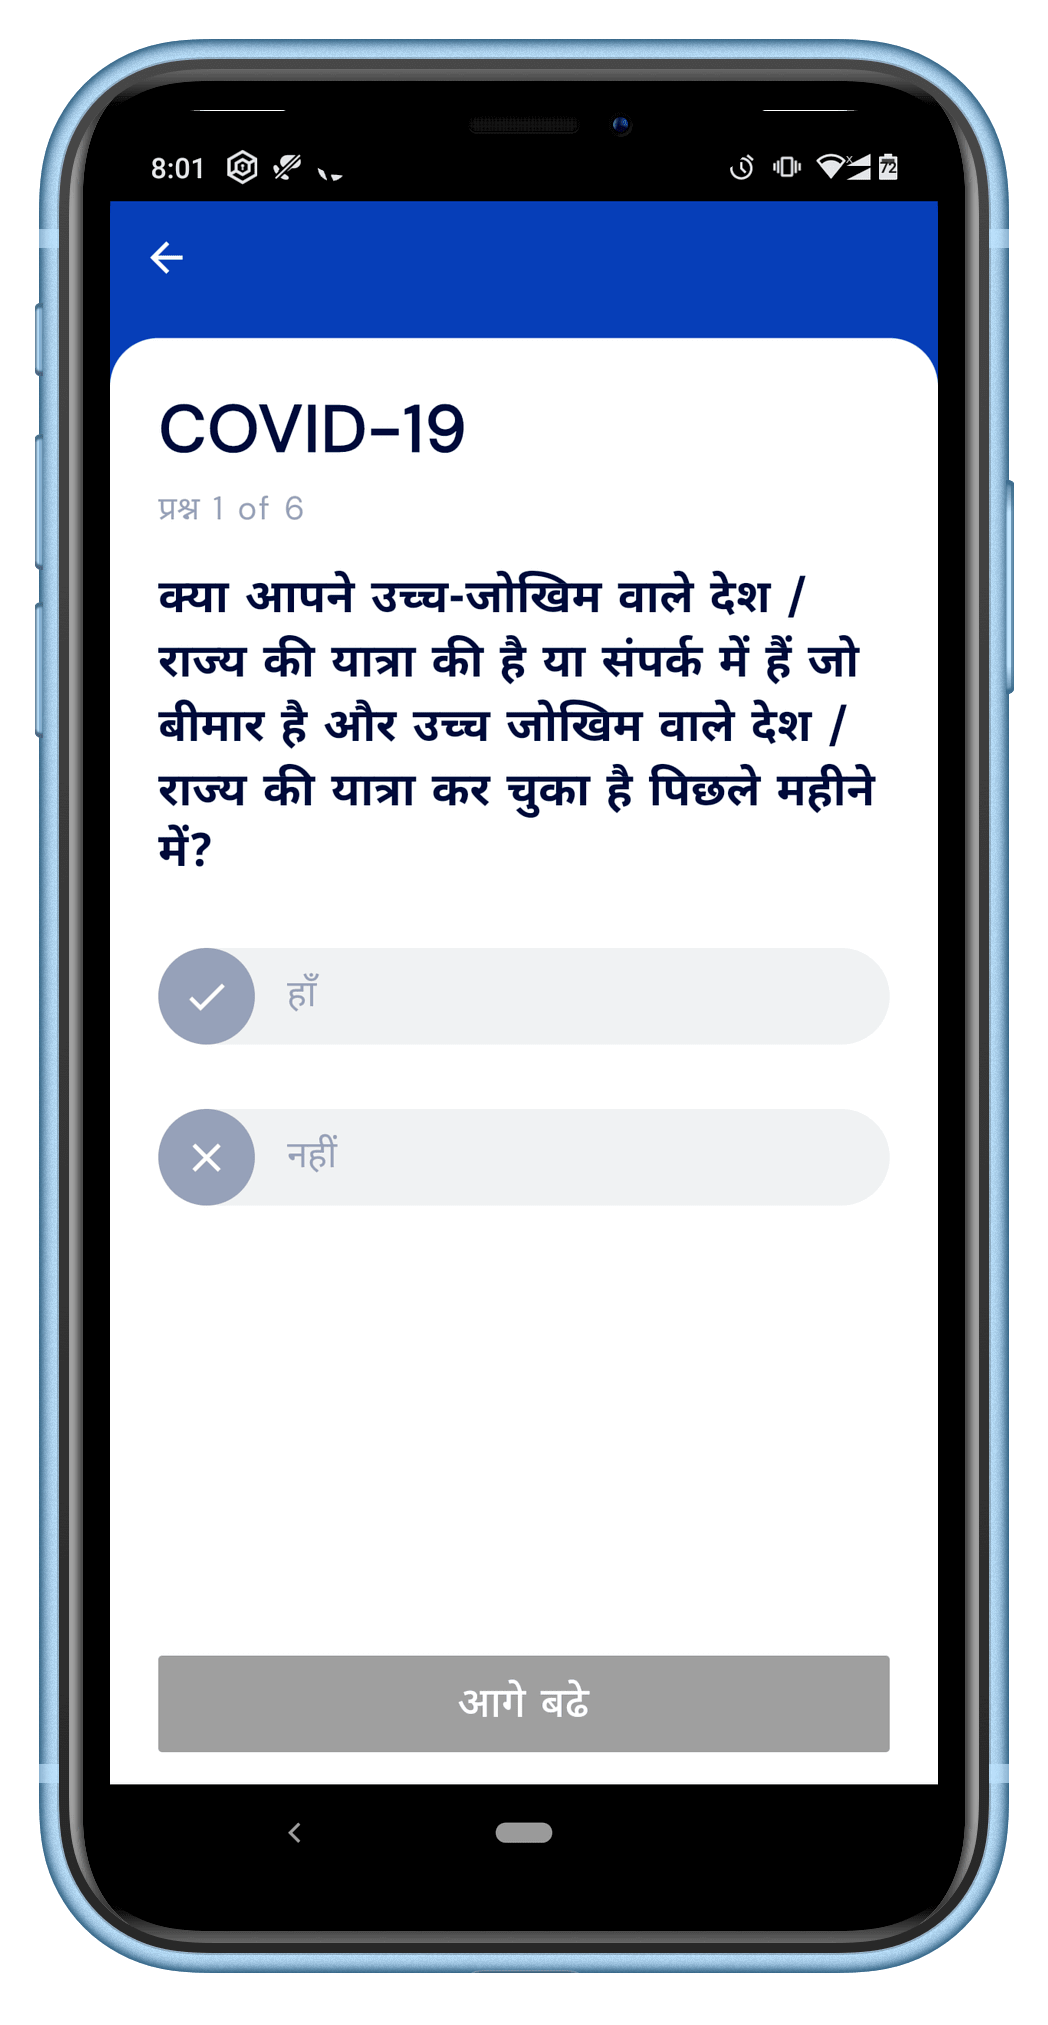 8:01
72
COVID-19
प्रश्न 1 of 6
क्या आपने उच्च-जोखिम वाले देश /
राज्य की यात्रा की है या संपर्क में हैं जो
बीमार है और उच्च जोखिम वाले देश /
राज्य की यात्रा कर चुका है पिछले महीने
में?
हाँ
नहीं
आगे बढे